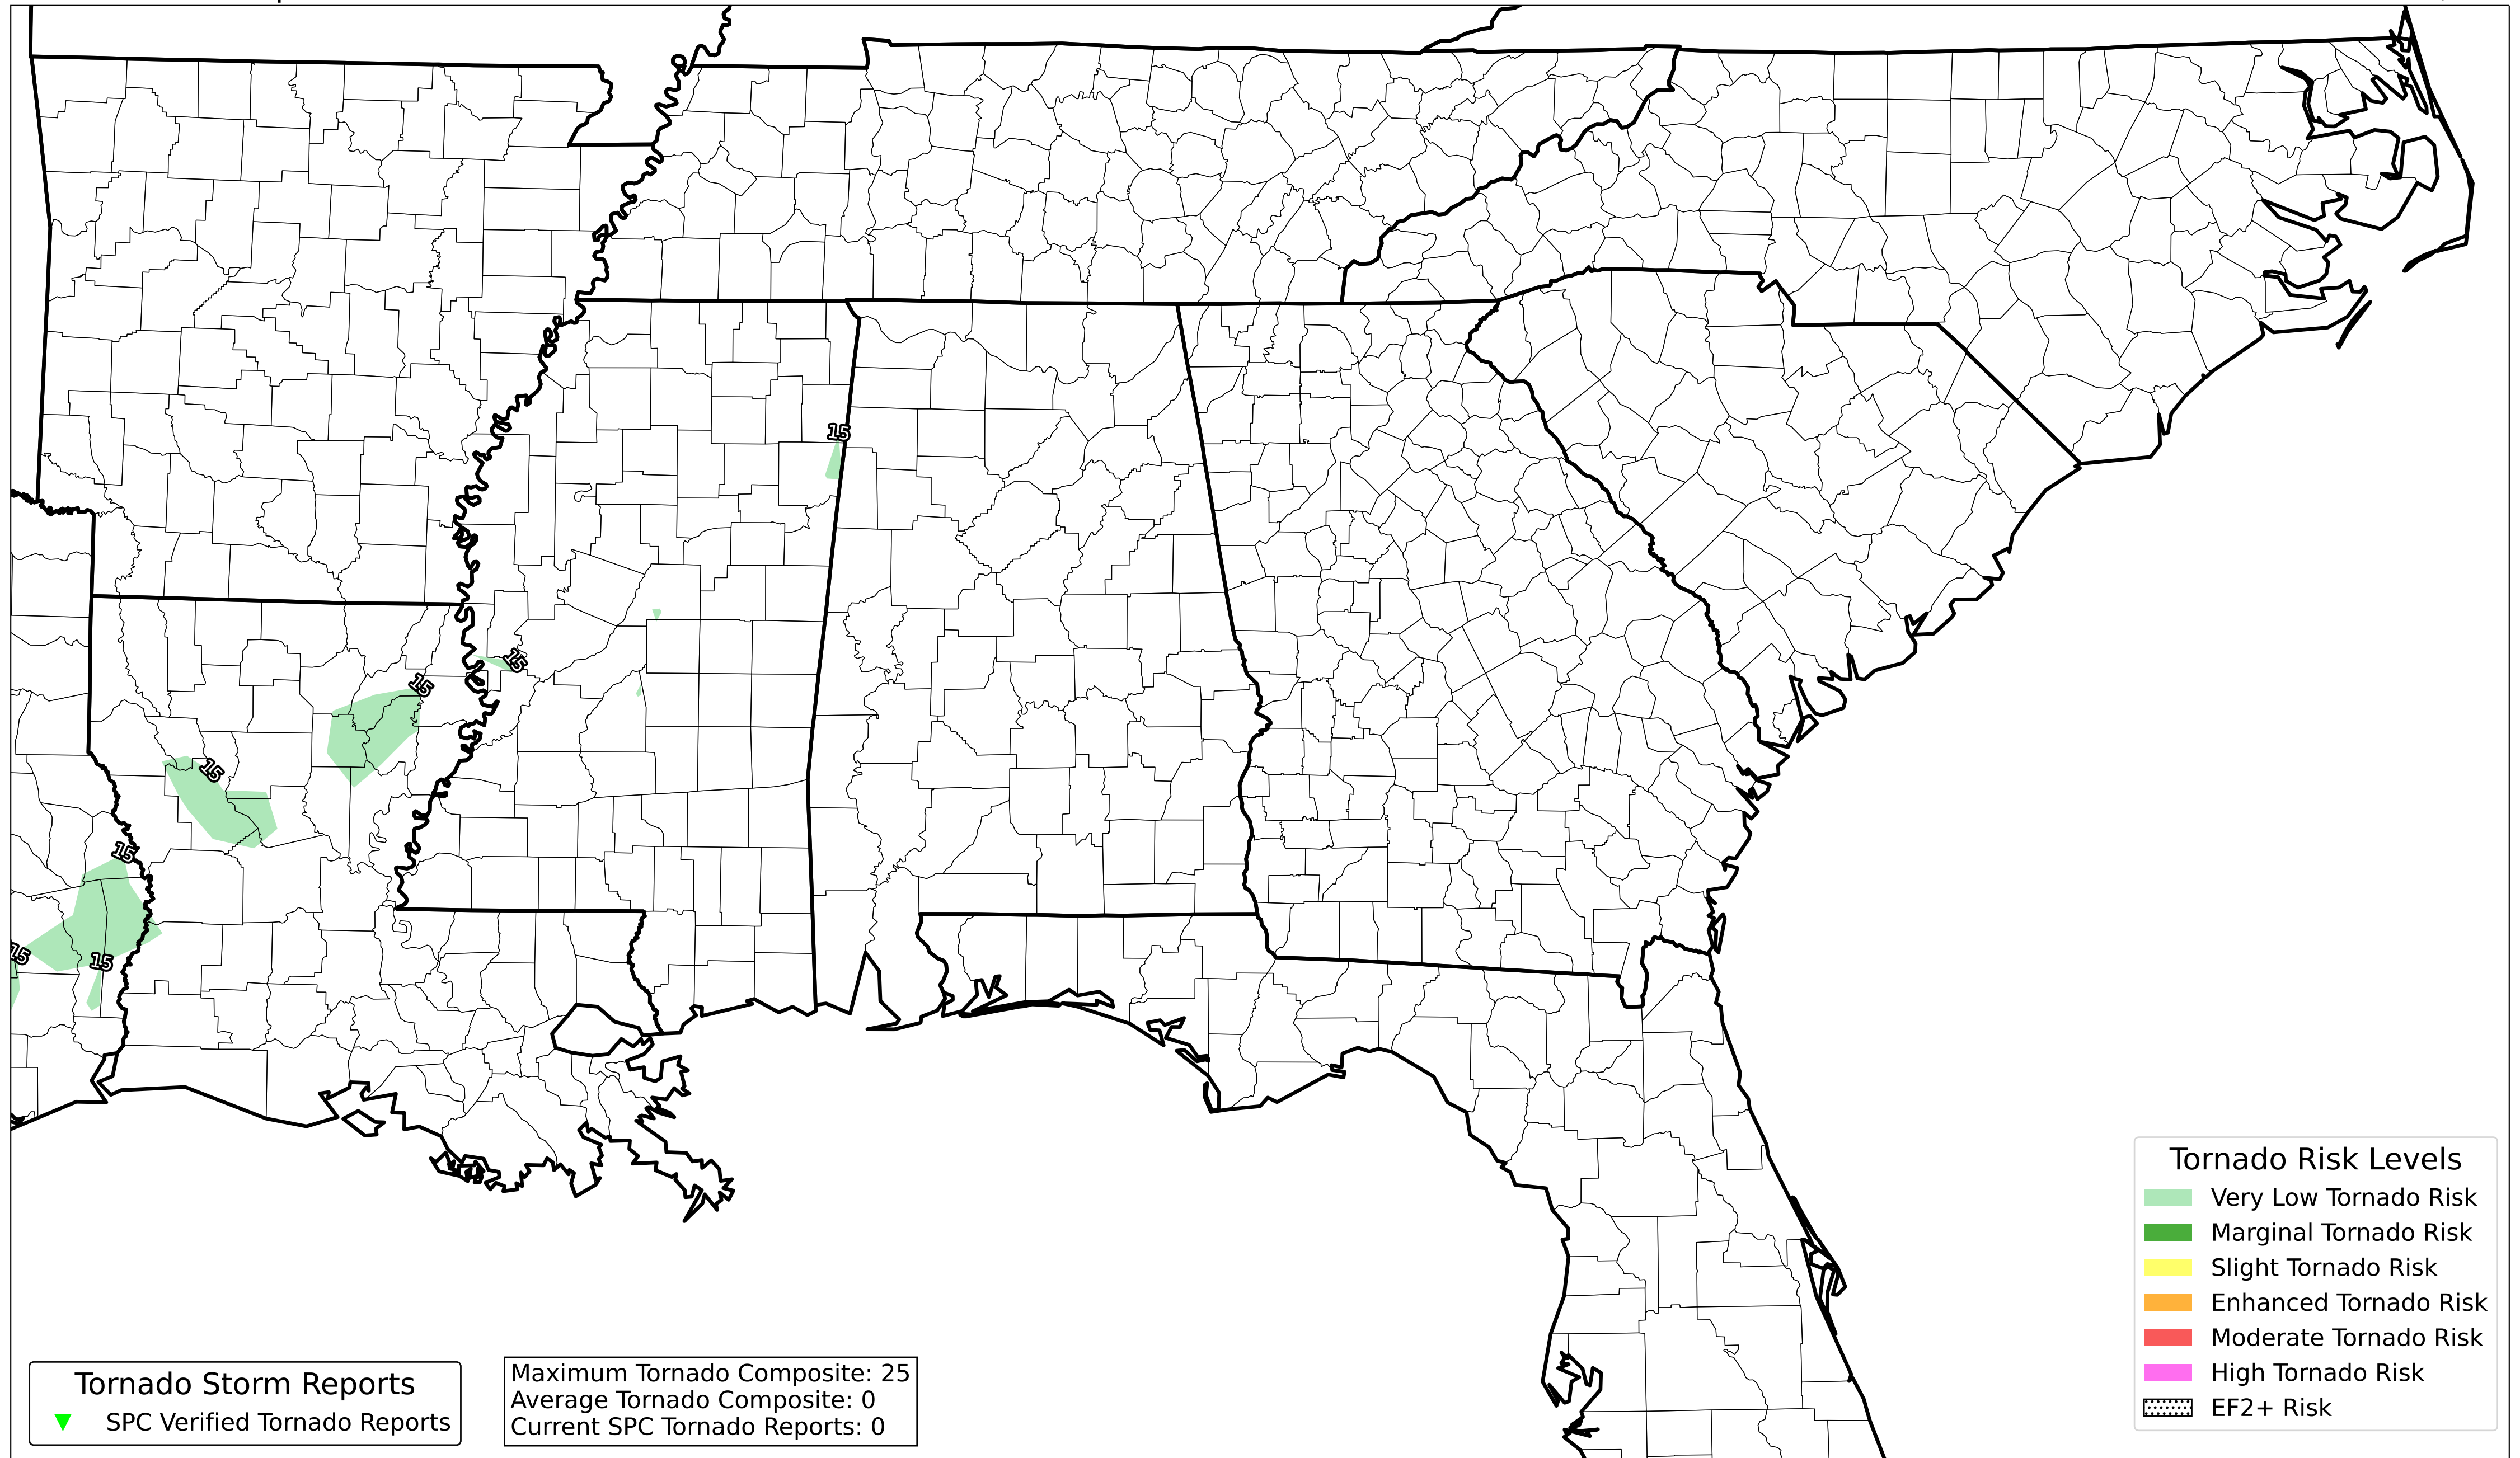 15
15
15
15
15
15
15
Tornado Risk Levels
Very Low Tornado Risk
Marginal Tornado Risk
Slight Tornado Risk
Enhanced Tornado Risk
Moderate Tornado Risk
High Tornado Risk
EF2+ Risk
Tornado Storm Reports
SPC Verified Tornado Reports
Maximum Tornado Composite: 25
Average Tornado Composite: 0
Current SPC Tornado Reports: 0